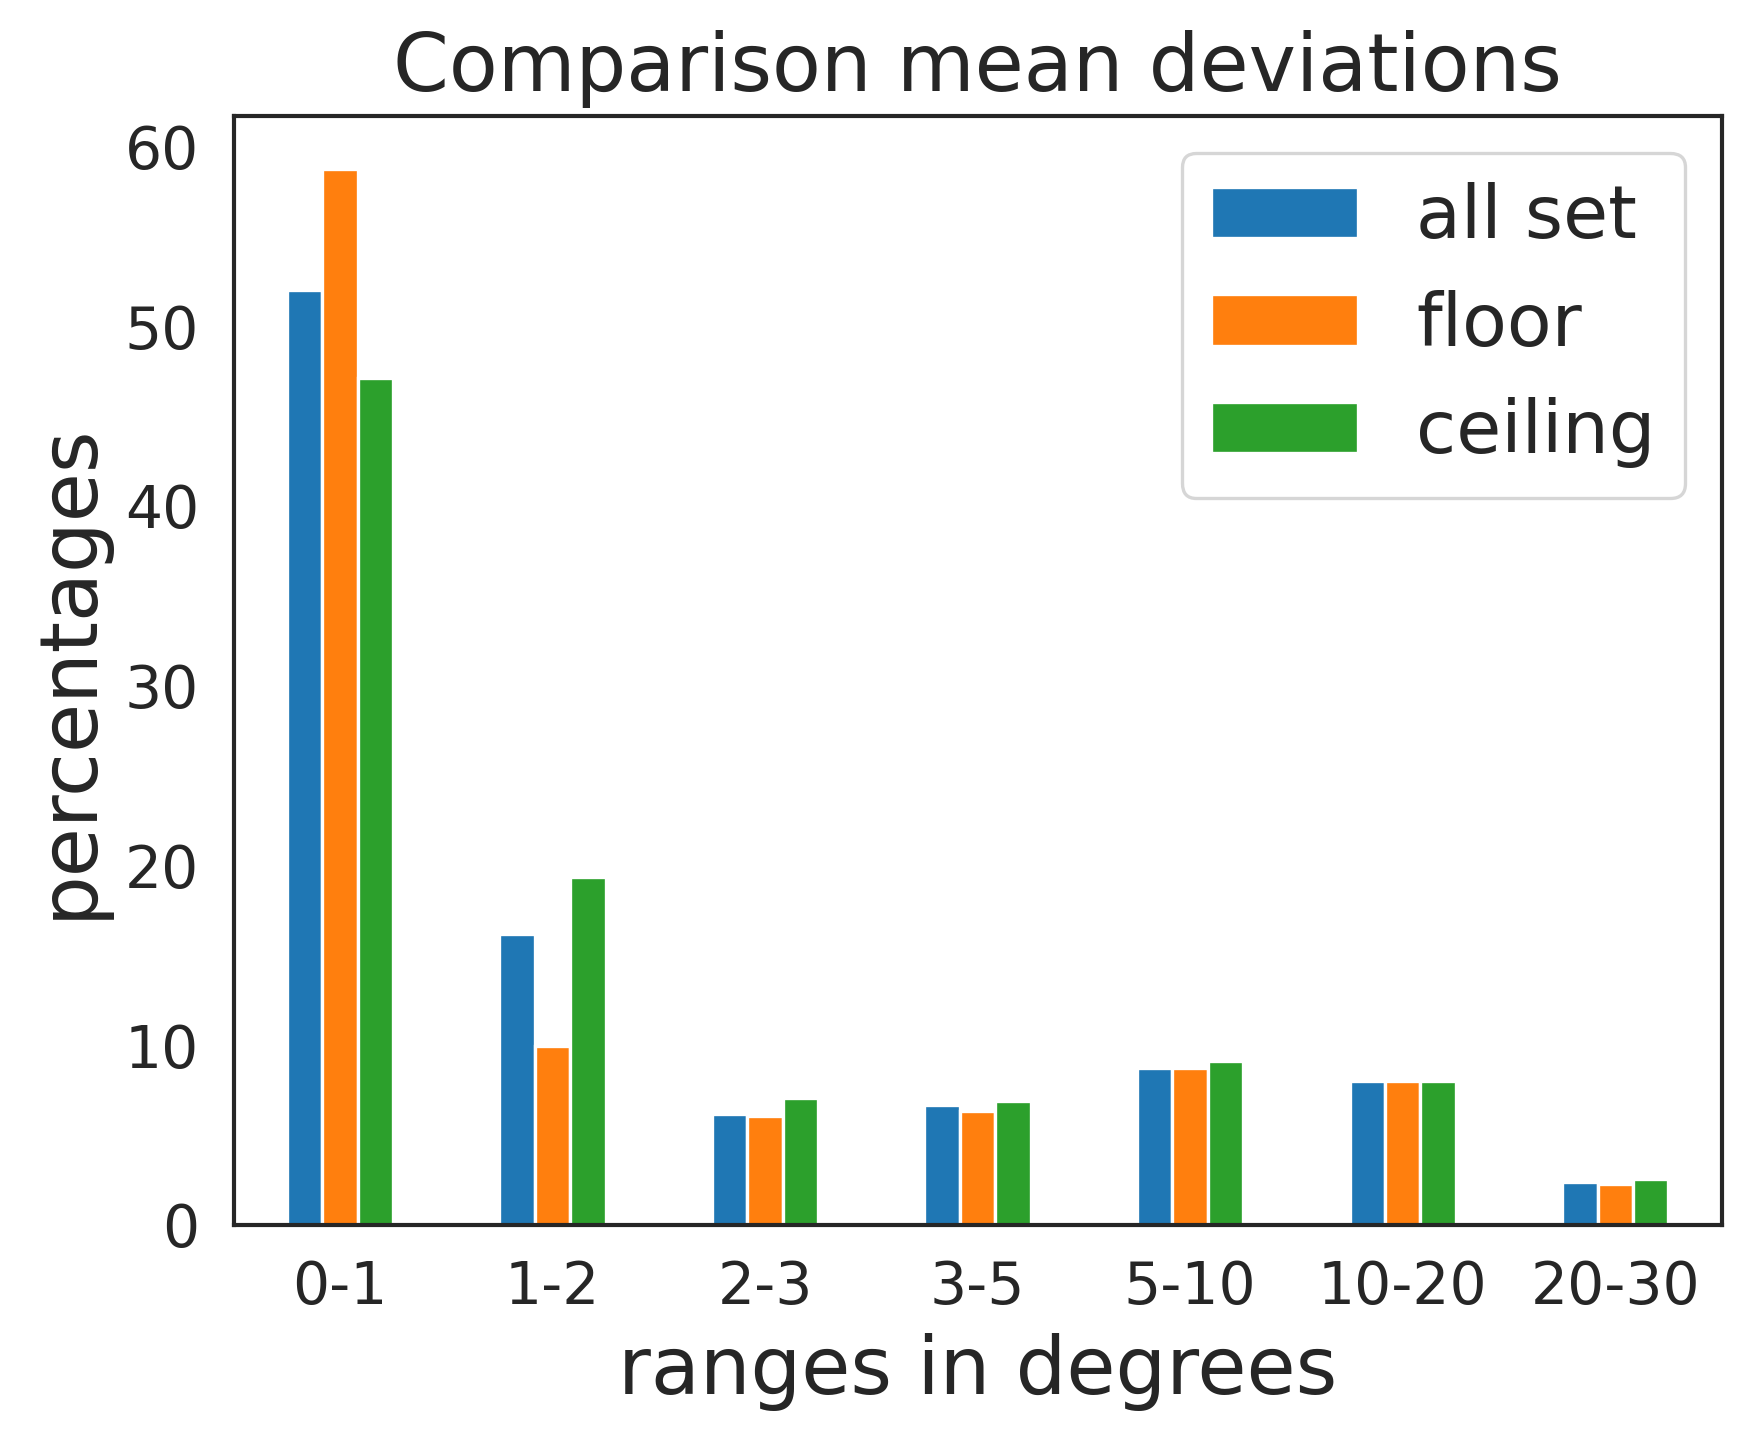 Comparison mean deviations
60
50
40
30
20
10
0
percentages
all set
floor
ceiling
0-1 1-2 2-3 3-5 5-10 10-20 20-30
ranges in degrees